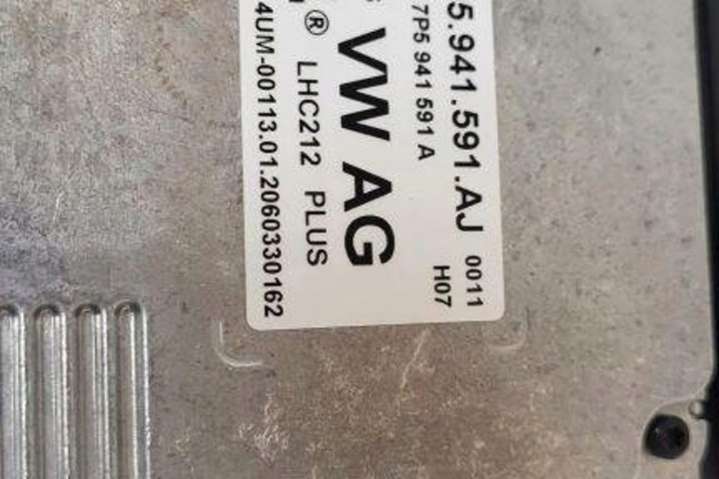 5.941.591.AJ 0011
7P5 941 591 A H07
VW AG
® LHC212 PLUS
4UM-00113.01.2060330162